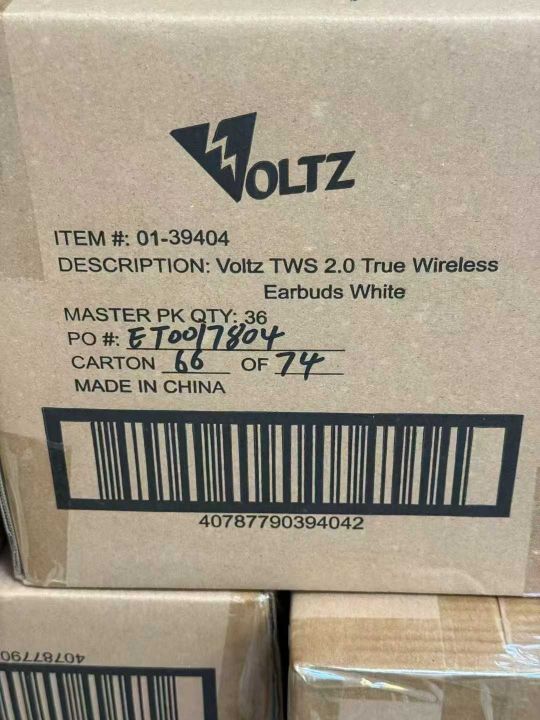 VOLTZ
ITEM #: 01-39404
DESCRIPTION: Voltz TWS 2.0 True Wireless
Earbuds White
MASTER PK QTY: 36
PO #: ET0017804
CARTON 66 OF 74
MADE IN CHINA
40787790394042
40787790